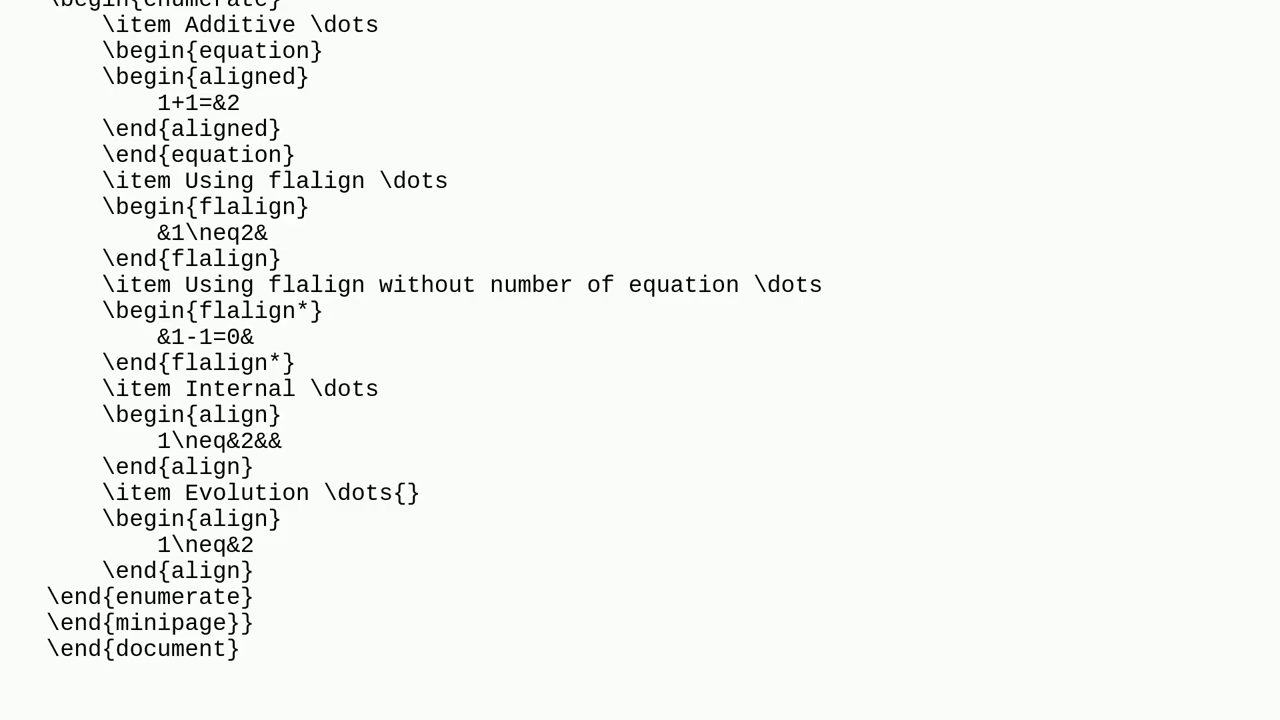 \begin{enumerate}
\item Additive \dots
\begin{equation}
\begin{aligned}
1+1=&2
\end{aligned}
\end{equation}
\item Using flalign \dots
\begin{flalign}
&1\neq2&
\end{flalign}
\item Using flalign without number of equation \dots
\begin{flalign*}
&1-1=0&
\end{flalign*}
\item Internal \dots
\begin{align}
1\neq&2&&
\end{align}
\item Evolution \dots{}
\begin{align}
1\neq&2
\end{align}
\end{enumerate}
\end{minipage}}
\end{document}